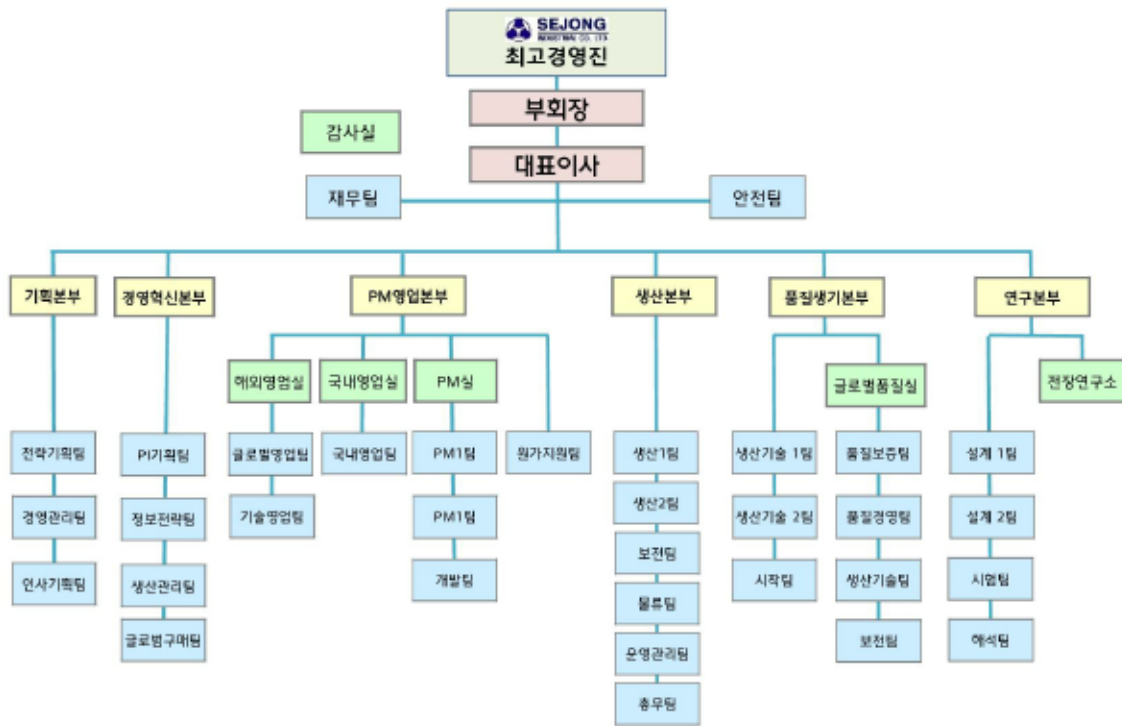 SEJONG
INDUSTRIAL CO., LTD
최고경영진
부회장
감사실
대표이사
재무팀
안전팀
기획본부
경영혁신본부
PM영업본부
생산본부
품질생기본부
연구본부
해외영업실
국내영업실
PM실
글로벌품질실
전장연구소
전략기획팀
PI기획팀
글로벌영업팀
국내영업팀
PM1팀
원가지원팀
생산1팀
생산기술 1팀
품질보증팀
설계 1팀
경영관리팀
정보전략팀
기술영업팀
PM1팀
생산2팀
생산기술 2팀
품질경영팀
설계 2팀
인사기획팀
생산관리팀
개발팀
보전팀
시작팀
생산기술팀
시험팀
물류팀
글로벌구매팀
운영관리팀
보전팀
해석팀
총무팀